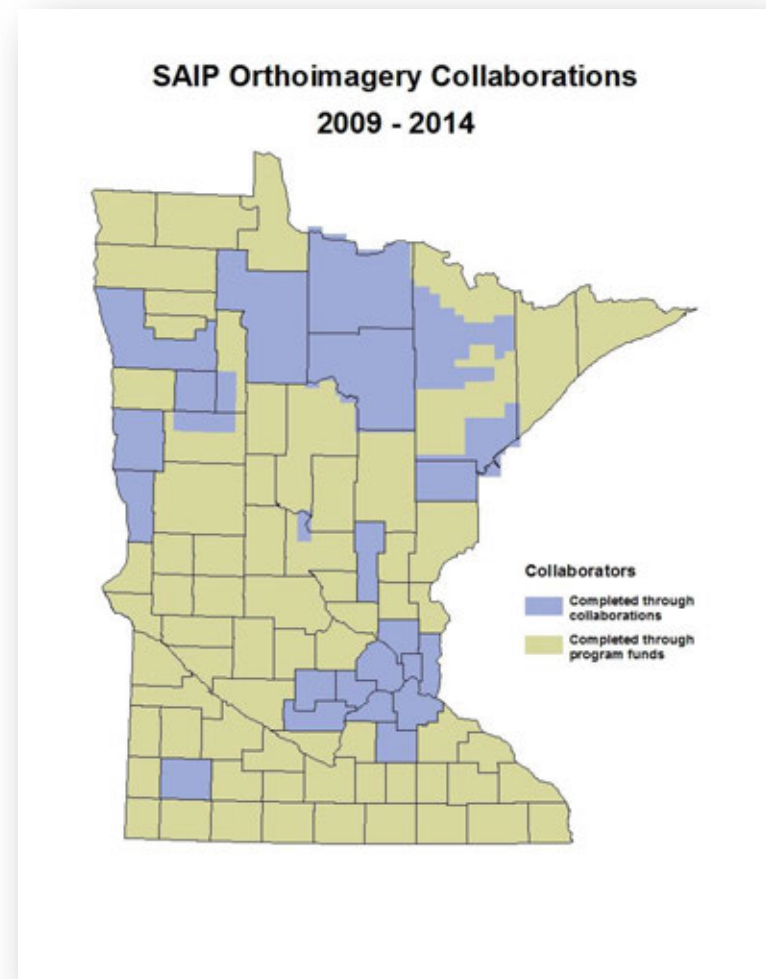 SAIP Orthoimagery Collaborations
2009 - 2014
Collaborators
Completed through
collaborations
Completed through
program funds